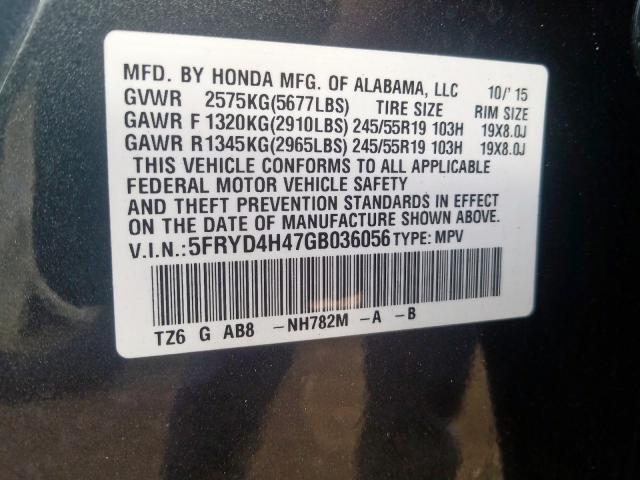 MFD. BY HONDA MFG. OF ALABAMA, LLC 10/'15
GVWR 2575KG(5677LBS) TIRE SIZE RIM SIZE
GAWR F1320KG(2910LBS) 245/55R19 103H 19X8.0J
GAWR R1345KG(2965LBS) 245/55R19 103H 19X8.0J
THIS VEHICLE CONFORMS TO ALL APPLICABLE
FEDERAL MOTOR VEHICLE SAFETY
AND THEFT PREVENTION STANDARDS IN EFFECT
ON THE DATE OF MANUFACTURE SHOWN ABOVE.
V.I.N.:5FRYD4H47GB036056 TYPE: MPV
TZ6 G AB8 -NH782M -A -B